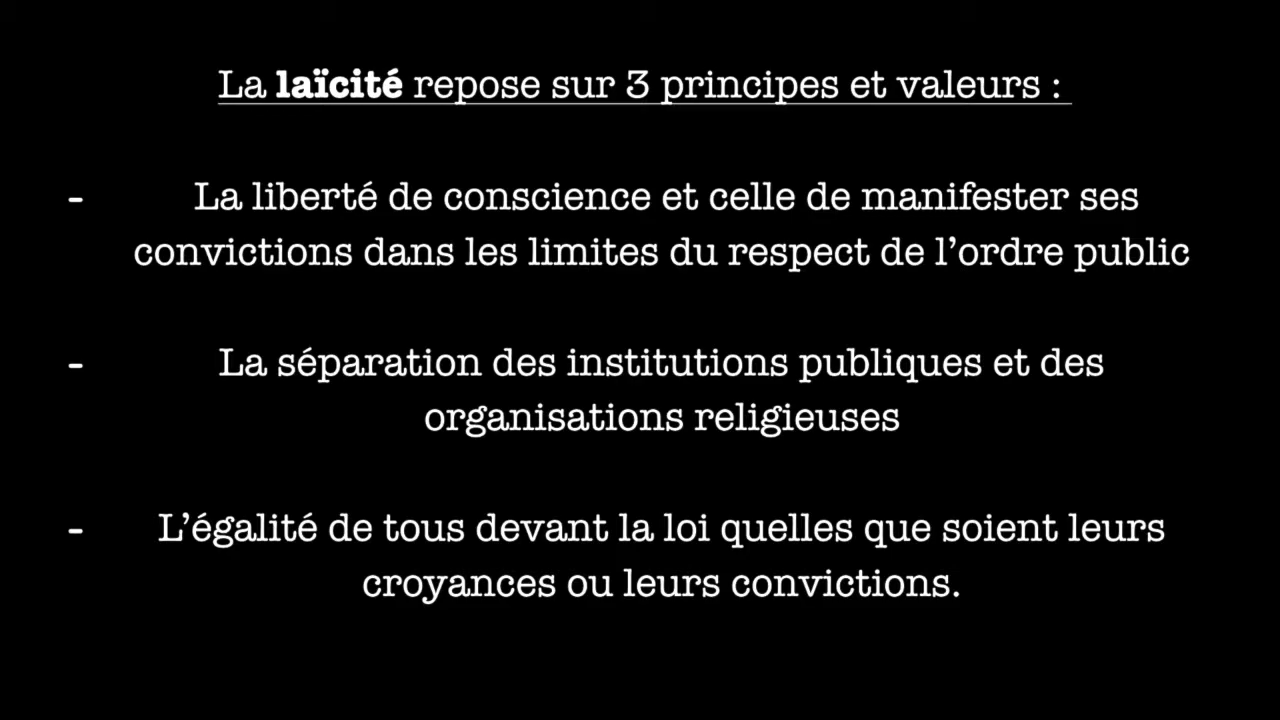 La laïcité repose sur 3 principes et valeurs :
- La liberté de conscience et celle de manifester ses
convictions dans les limites du respect de l’ordre public
- La séparation des institutions publiques et des
organisations religieuses
- L’égalité de tous devant la loi quelles que soient leurs
croyances ou leurs convictions.